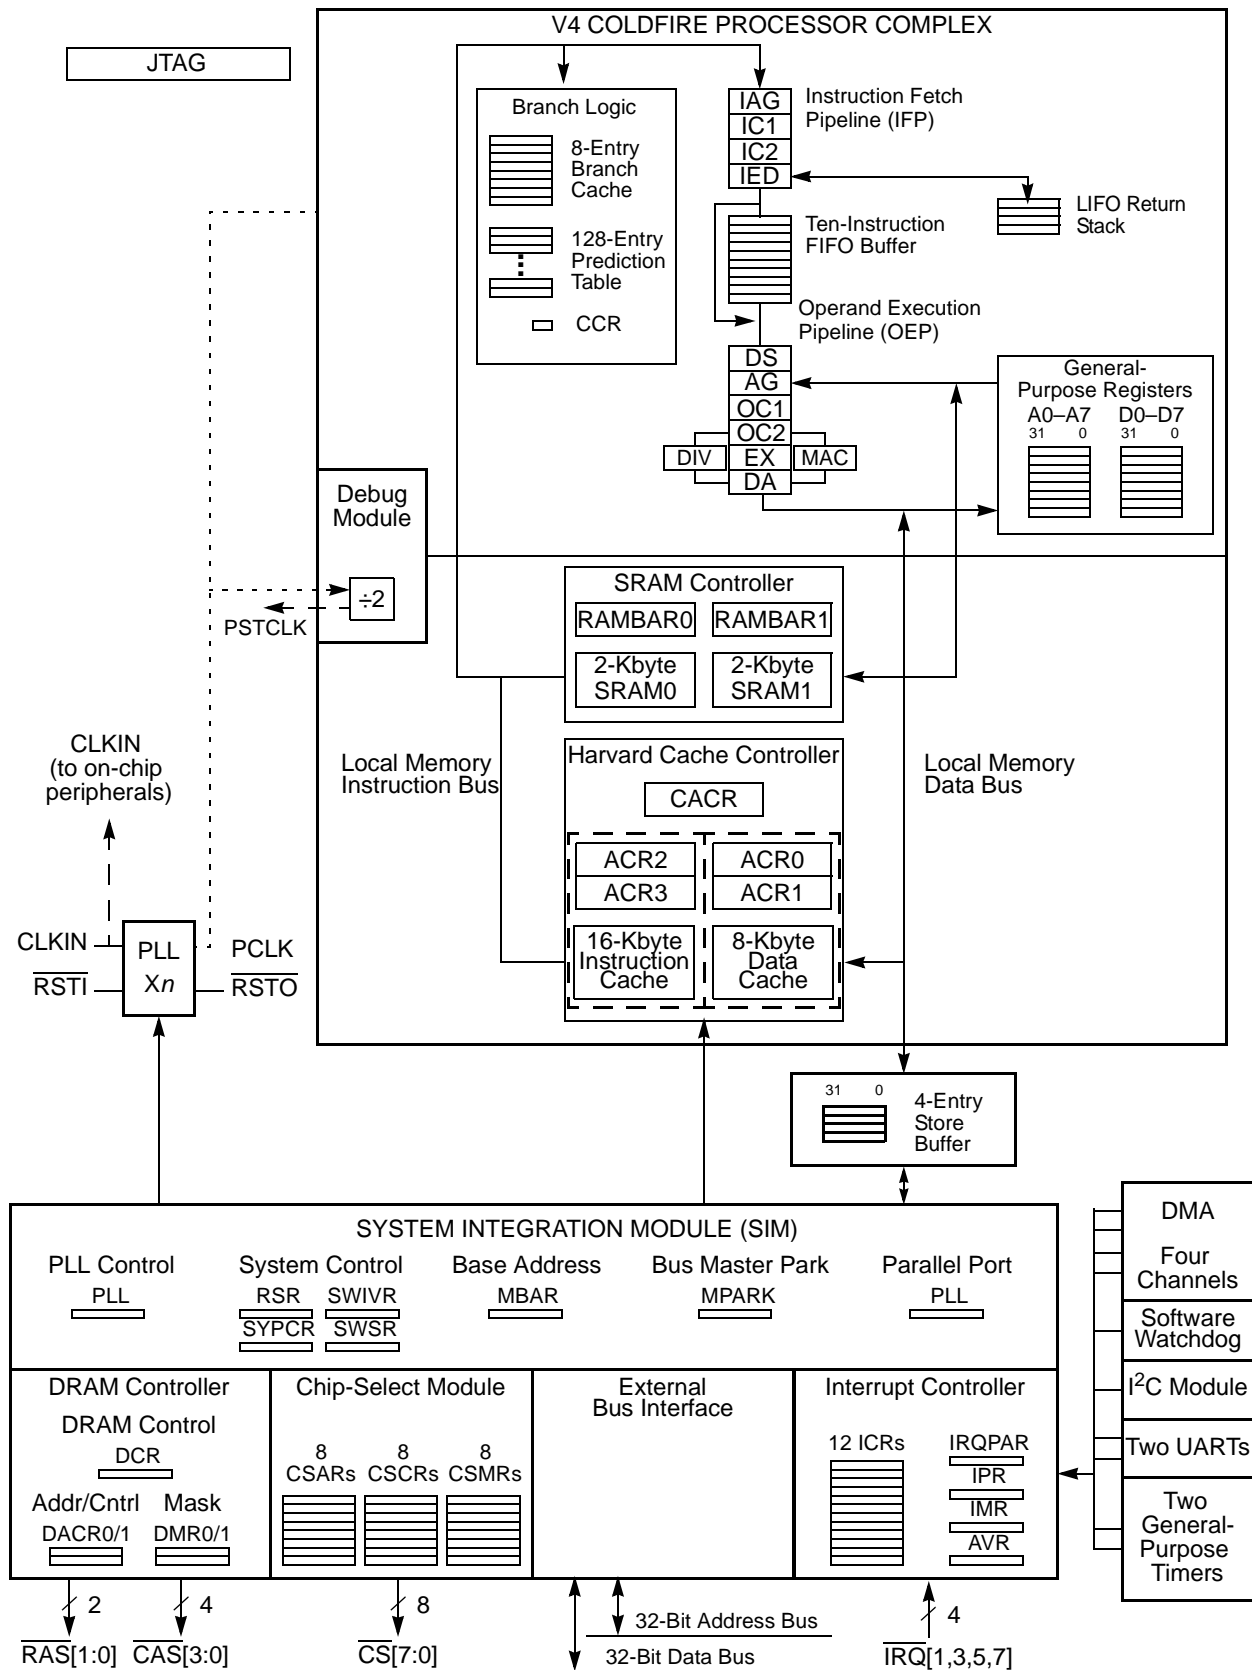 V4 COLDFIRE PROCESSOR COMPLEX
JTAG
Branch Logic
8-Entry
Branch
Cache
128-Entry
Prediction
Table
CCR
IAG
IC1
IC2
IED
Instruction Fetch
Pipeline (IFP)
LIFO Return
Stack
Ten-Instruction
FIFO Buffer
Operand Execution
Pipeline (OEP)
DS
AG
OC1
OC2
EX
DA
DIV
MAC
General-
Purpose Registers
A0–A7 D0–D7
31 0 31 0
Debug
Module
÷2
PSTCLK
SRAM Controller
RAMBAR0 RAMBAR1
2-Kbyte
SRAM0
2-Kbyte
SRAM1
CLKIN
(to on-chip
peripherals)
Local Memory
Instruction Bus
Harvard Cache Controller
CACR
ACR2
ACR3
ACR0
ACR1
16-Kbyte
Instruction
Cache
8-Kbyte
Data
Cache
Local Memory
Data Bus
CLKIN
RSTI
PLL
Xn
PCLK
RSTO
31 0
4-Entry
Store
Buffer
SYSTEM INTEGRATION MODULE (SIM)
PLL Control
PLL
System Control
RSR SWIVR
SYPCR SWSR
Base Address
MBAR
Bus Master Park
MPARK
Parallel Port
PLL
DMA
Four
Channels
Software
Watchdog
I2C Module
Two UARTs
Two
General-
Purpose
Timers
DRAM Controller
DRAM Control
DCR
Addr/Cntrl Mask
DACR0/1 DMR0/1
Chip-Select Module
8
CSARs
8
CSCRs
8
CSMRs
External
Bus Interface
Interrupt Controller
12 ICRs
IRQPAR
IPR
IMR
AVR
2
4
8
4
RAS[1:0]
CAS[3:0]
CS[7:0]
32-Bit Address Bus
32-Bit Data Bus
IRQ[1,3,5,7]